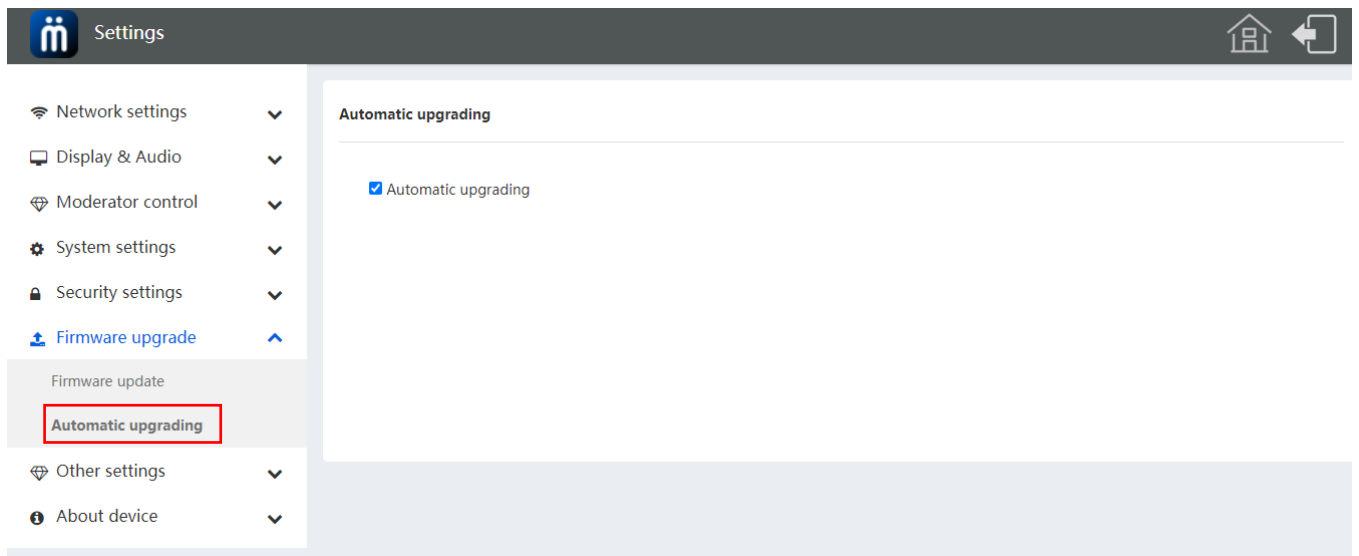 Settings
Network settings
Display & Audio
Moderator control
System settings
Security settings
Firmware upgrade
Firmware update
Automatic upgrading
Other settings
About device
Automatic upgrading
Automatic upgrading